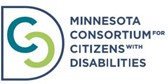 MINNESOTA
CONSORTIUM FOR
CITIZENS WITH
DISABILITIES